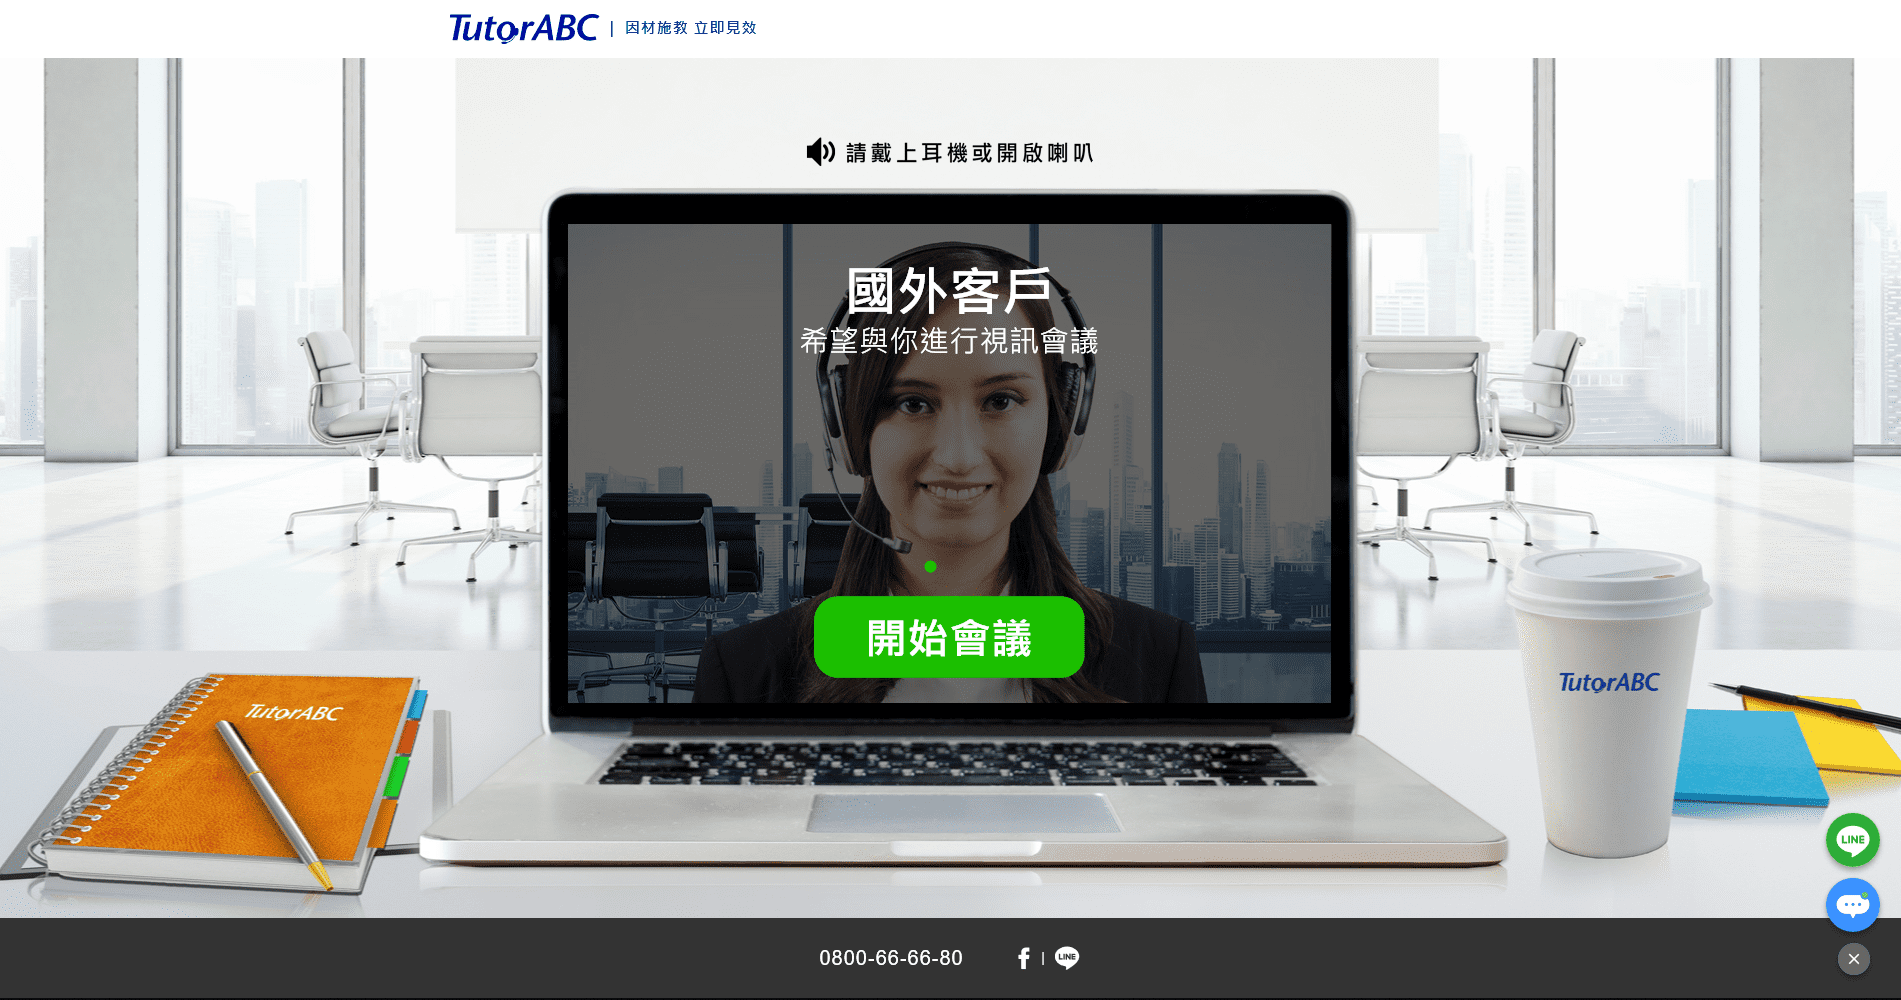 TutorABC | 因材施教 立即見效
請戴上耳機或開啟喇叭
國外客戶
希望與你進行視訊會議
開始會議
TutorABC
TutorABC
LINE
0800-66-66-80
LINE